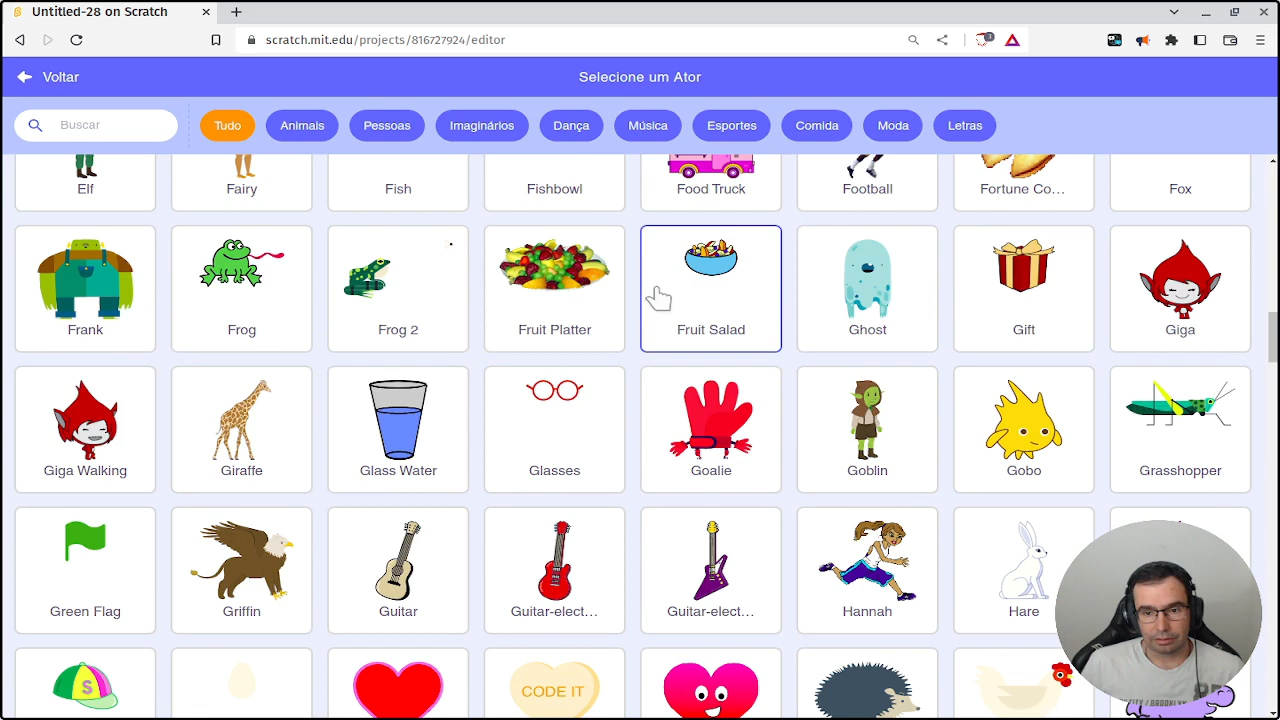 Untitled-28 on Scratch
scratch.mit.edu/projects/816727924/editor
3
Voltar
Selecione um Ator
Buscar
Tudo
Animais
Pessoas
Imaginários
Dança
Música
Esportes
Comida
Moda
Letras
Elf
Fairy
Fish
Fishbowl
Food Truck
Football
Fortune Co...
Fox
Frank
Frog
Frog 2
Fruit Platter
Fruit Salad
Ghost
Gift
Giga
Giga Walking
Giraffe
Glass Water
Glasses
Goalie
Goblin
Gobo
Grasshopper
Green Flag
Griffin
Guitar
Guitar-elect...
Guitar-elect...
Hannah
Hare
S
CODE IT